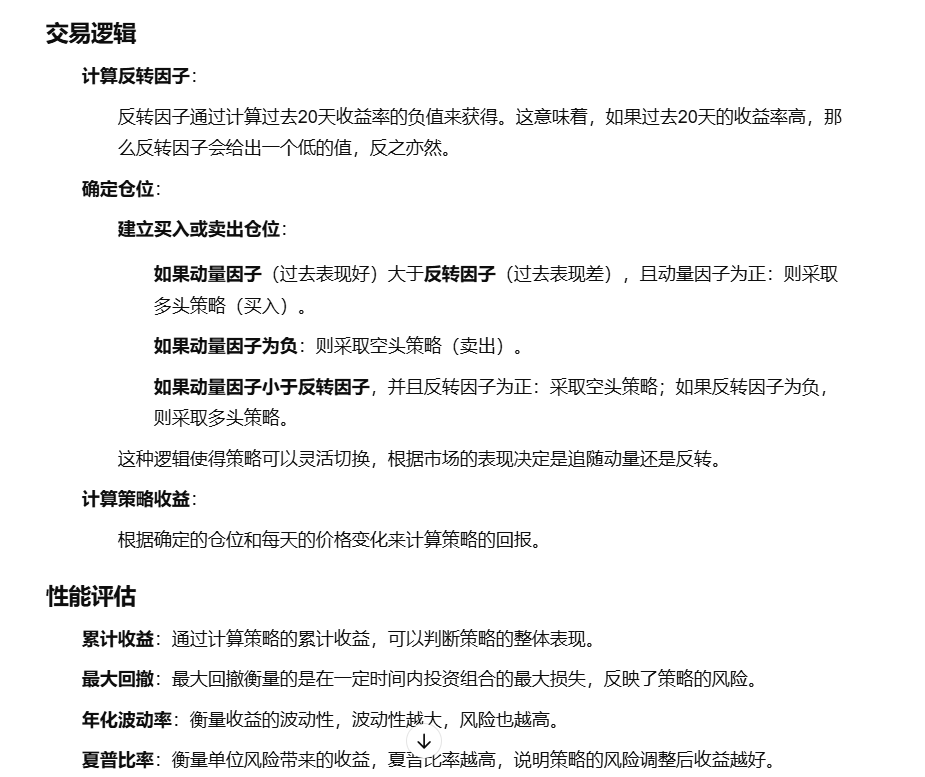 交易逻辑
计算反转因子：
反转因子通过计算过去20天收益率的负值来获得。这意味着，如果过去20天的收益率高，那
么反转因子会给出一个低的值，反之亦然。
确定仓位：
建立买入或卖出仓位：
如果动量因子（过去表现好）大于反转因子（过去表现差），且动量因子为正：则采取
多头策略（买入）。
如果动量因子为负：则采取空头策略（卖出）。
如果动量因子小于反转因子，并且反转因子为正：采取空头策略；如果反转因子为负，
则采取多头策略。
这种逻辑使得策略可以灵活切换，根据市场的表现决定是追随动量还是反转。
计算策略收益：
根据确定的仓位和每天的价格变化来计算策略的回报。
性能评估
累计收益：通过计算策略的累计收益，可以判断策略的整体表现。
最大回撤：最大回撤衡量的是在一定时间内投资组合的最大损失，反映了策略的风险。
年化波动率：衡量收益的波动性，波动性越大，风险也越高。
夏普比率：衡量单位风险带来的收益，夏普比率越高，说明策略的风险调整后收益越好。